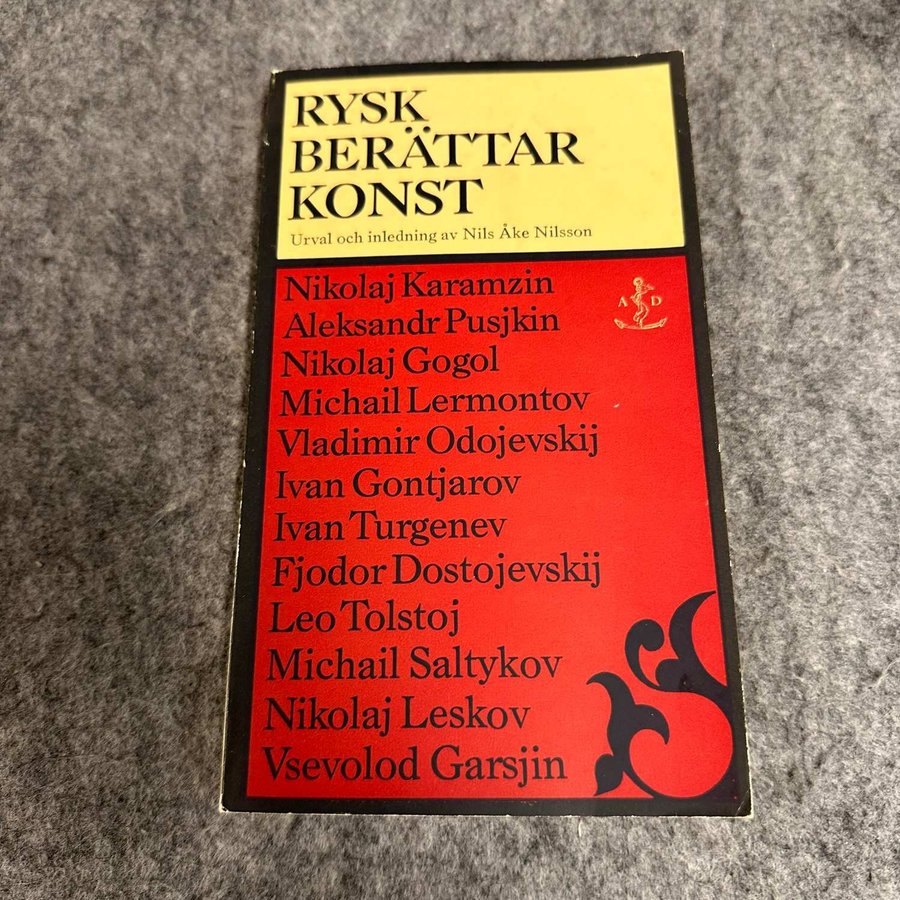 RYSK
BERÄTTAR
KONST
Urval och inledning av Nils Åke Nilsson
Nikolaj Karamzin
A D
Aleksandr Pusjkin
Nikolaj Gogol
Michail Lermontov
Vladimir Odojevskij
Ivan Gontjarov
Ivan Turgenev
Fjodor Dostojevskij
Leo Tolstoj
Michail Saltykov
Nikolaj Leskov
Vsevolod Garsjin